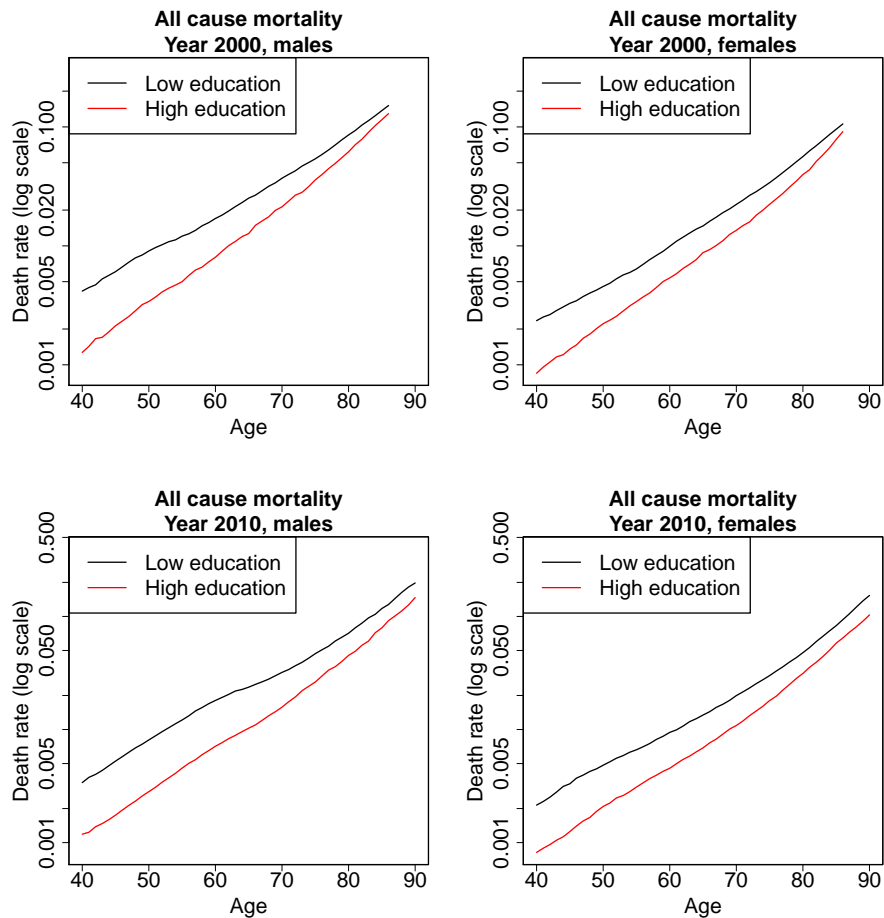 All cause mortality
Year 2000, males
Low education
High education
Death rate (log scale)
0.001
0.005
0.020
0.100
40
50
60
70
80
90
Age
All cause mortality
Year 2000, females
Low education
High education
Death rate (log scale)
0.001
0.005
0.020
0.100
40
50
60
70
80
90
Age
All cause mortality
Year 2010, males
Low education
High education
Death rate (log scale)
0.001
0.005
0.050
0.500
40
50
60
70
80
90
Age
All cause mortality
Year 2010, females
Low education
High education
Death rate (log scale)
0.001
0.005
0.050
0.500
40
50
60
70
80
90
Age